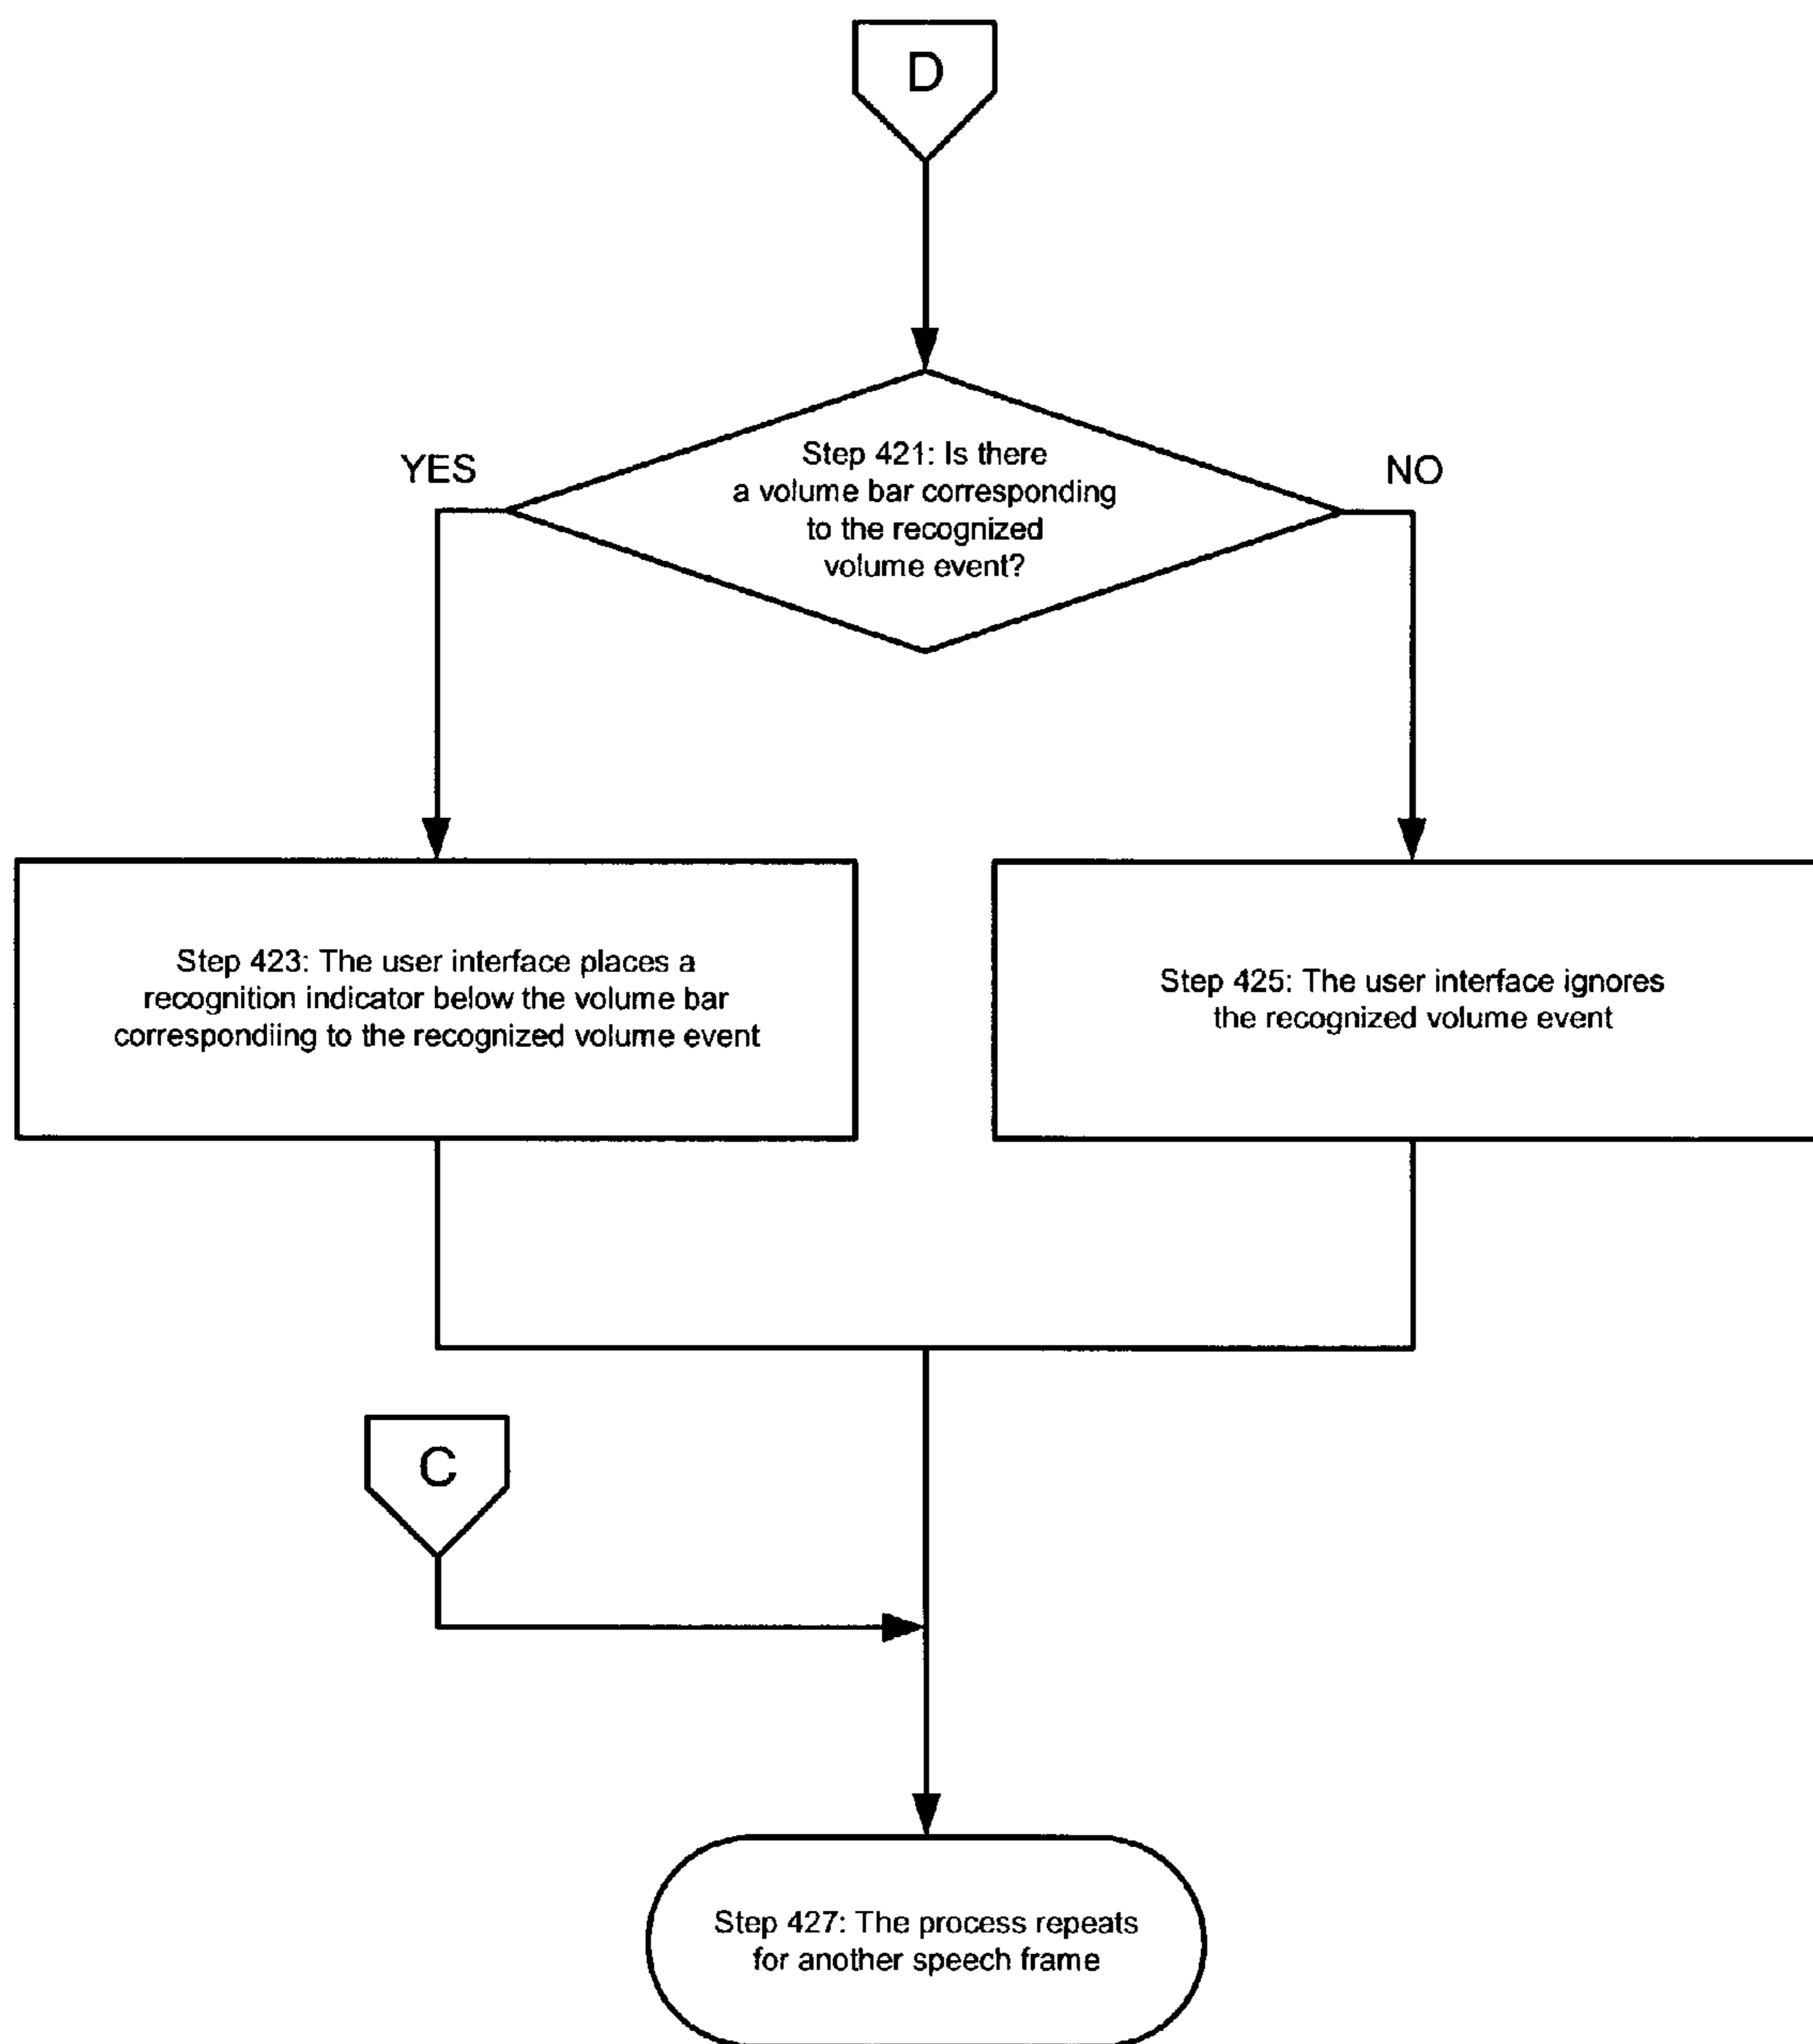 D
YES
NO
Step 421: Is there
a volume bar corresponding
to the recognized
volume event?
Step 423: The user interface places a
recognition indicator below the volume bar
correspondiing to the recognized volume event
Step 425: The user interface ignores
the recognized volume event
C
Step 427: The process repeats
for another speech frame